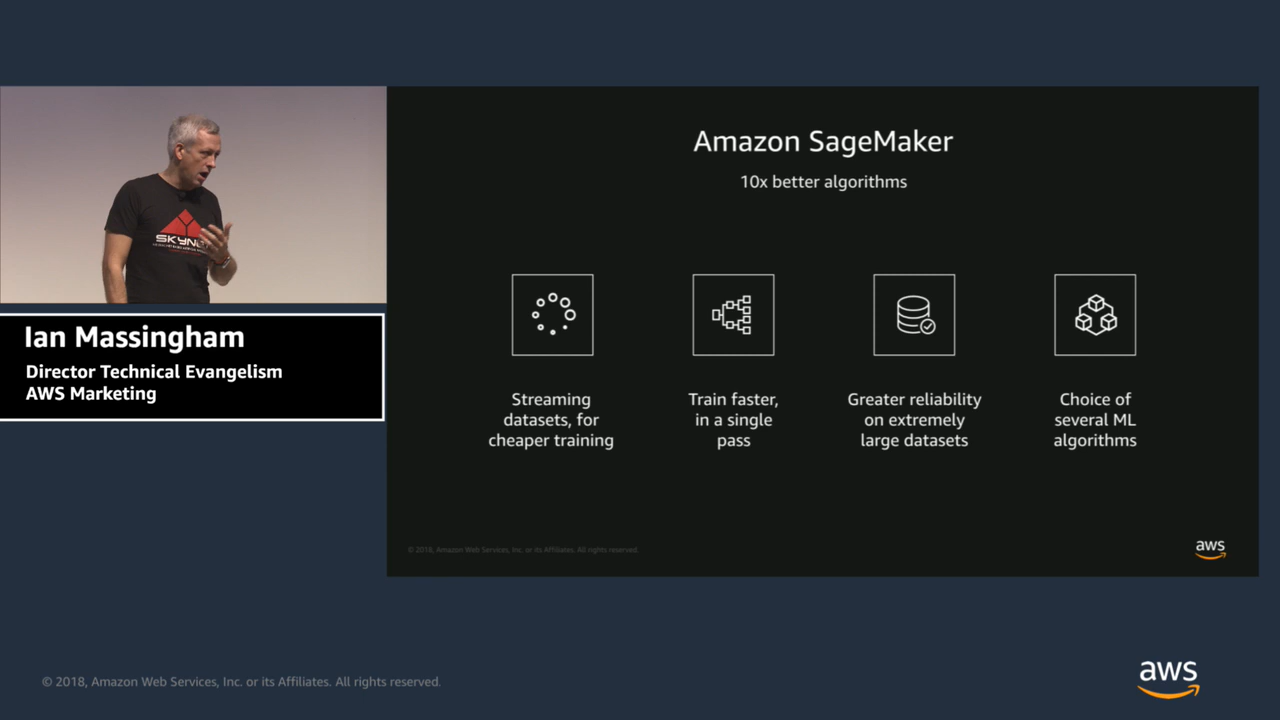 Amazon SageMaker
10x better algorithms
Ian Massingham
Director Technical Evangelism
AWS Marketing
Streaming
datasets, for
cheaper training
Train faster,
in a single
pass
Greater reliability
on extremely
large datasets
Choice of
several ML
algorithms
© 2018, Amazon Web Services, Inc. or its Affiliates. All rights reserved.
aws
© 2018, Amazon Web Services, Inc. or its Affiliates. All rights reserved.
aws